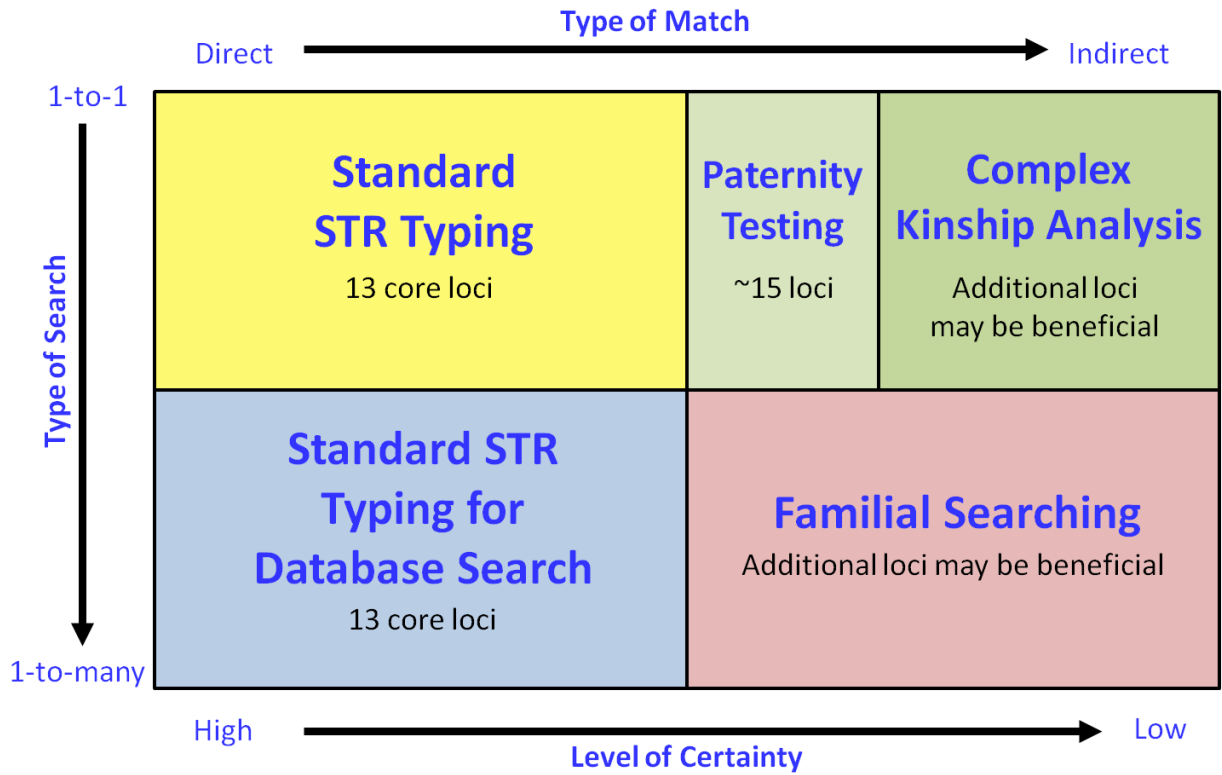 Type of Match
Direct
Indirect
1-to-1
Type of Search
1-to-many
Standard
STR Typing
13 core loci
Paternity
Testing
~15 loci
Complex
Kinship Analysis
Additional loci
may be beneficial
Standard STR
Typing for
Database Search
13 core loci
Familial Searching
Additional loci may be beneficial
High
Low
Level of Certainty